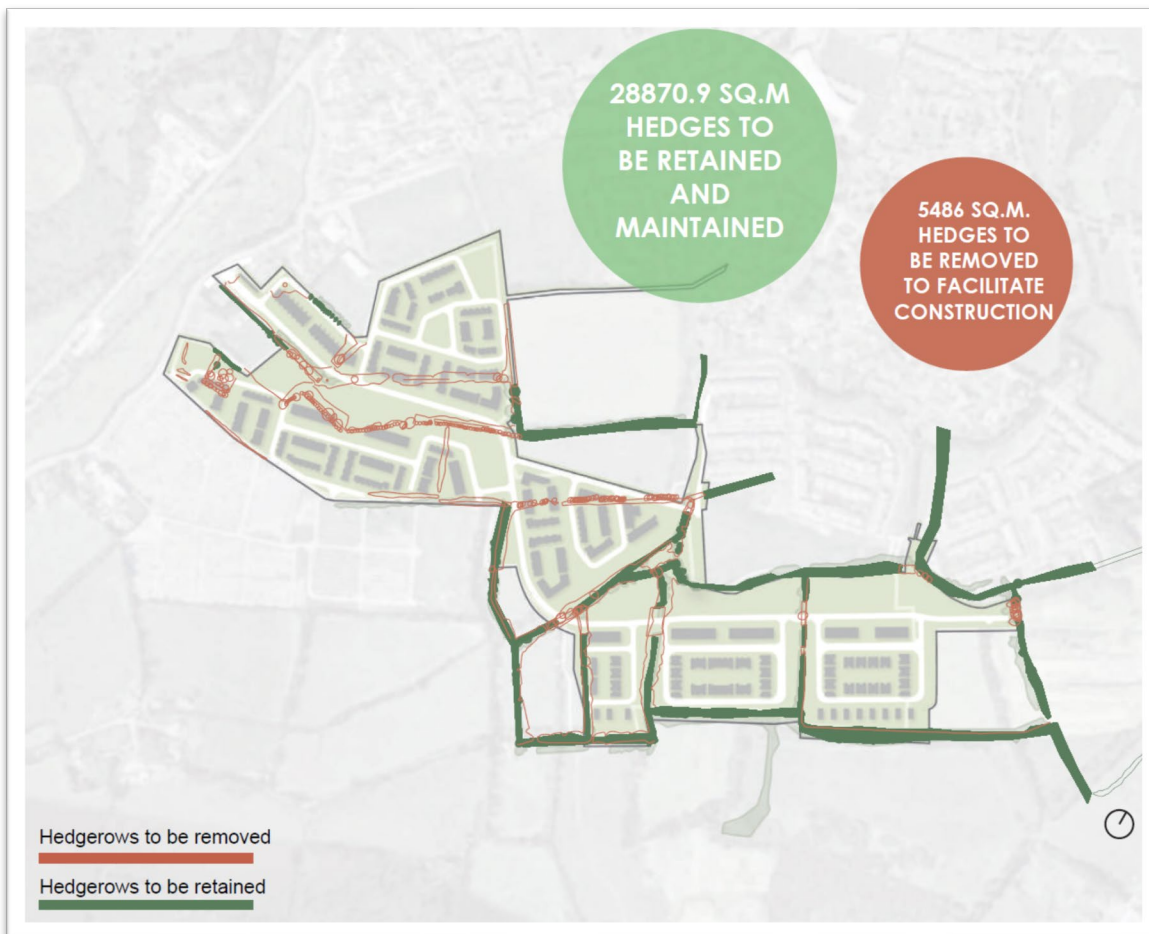 28870.9 SQ.M
HEDGES TO
BE RETAINED
AND
MAINTAINED
5486 SQ.M.
HEDGES TO
BE REMOVED
TO FACILITATE
CONSTRUCTION
Hedgerows to be removed
Hedgerows to be retained